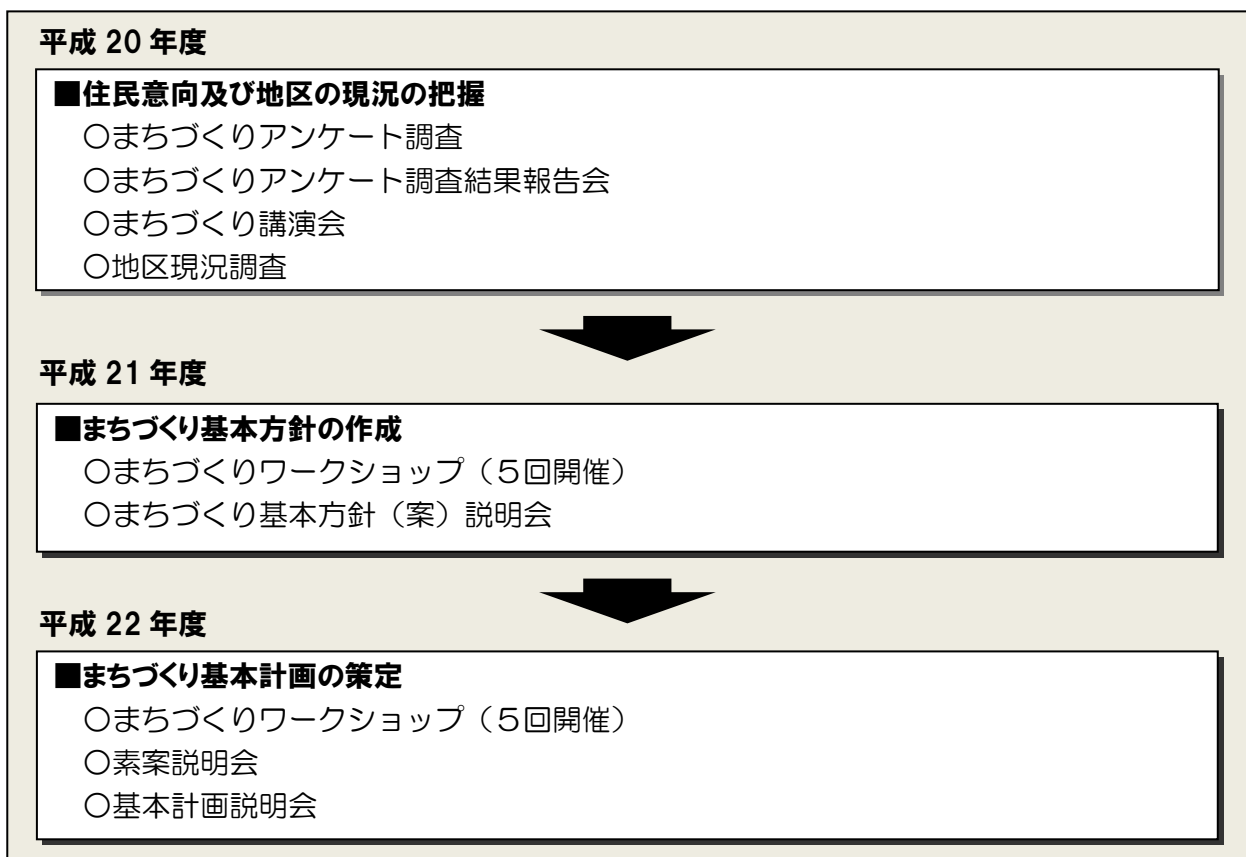 平成 20 年度
■住民意向及び地区の現況の把握
○まちづくりアンケート調査
○まちづくりアンケート調査結果報告会
○まちづくり講演会
○地区現況調査
平成 21 年度
■まちづくり基本方針の作成
○まちづくりワークショップ（５回開催）
○まちづくり基本方針（案）説明会
平成 22 年度
■まちづくり基本計画の策定
○まちづくりワークショップ（５回開催）
○素案説明会
○基本計画説明会